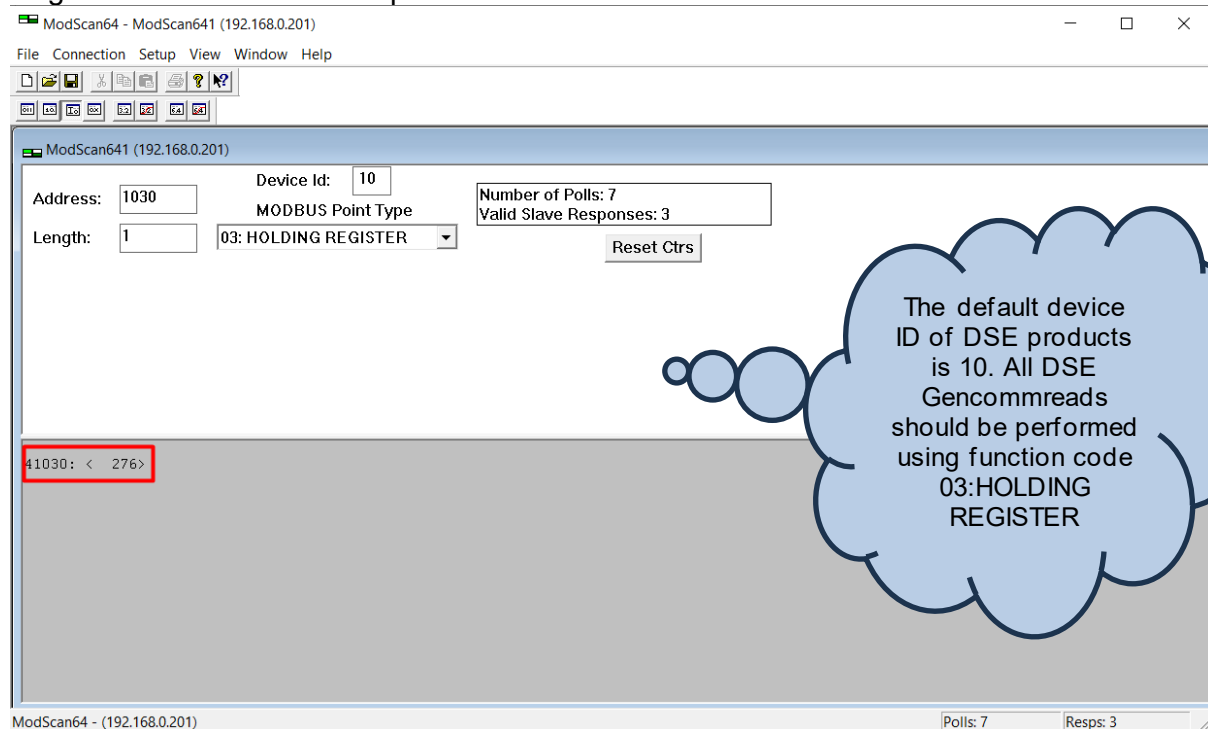 ModScan64 - ModScan641 (192.168.0.201)
File Connection Setup View Window Help
ModScan641 (192.168.0.201)
Device Id: 10
Address: 1030
MODBUS Point Type
Number of Polls: 7
Valid Slave Responses: 3
Length: 1
03: HOLDING REGISTER
Reset Ctrs
The default device
ID of DSE products
is 10. All DSE
Gencommreads
should be performed
using function code
03:HOLDING
REGISTER
41030: <  276>
ModScan64 - (192.168.0.201)
Polls: 7
Resps: 3